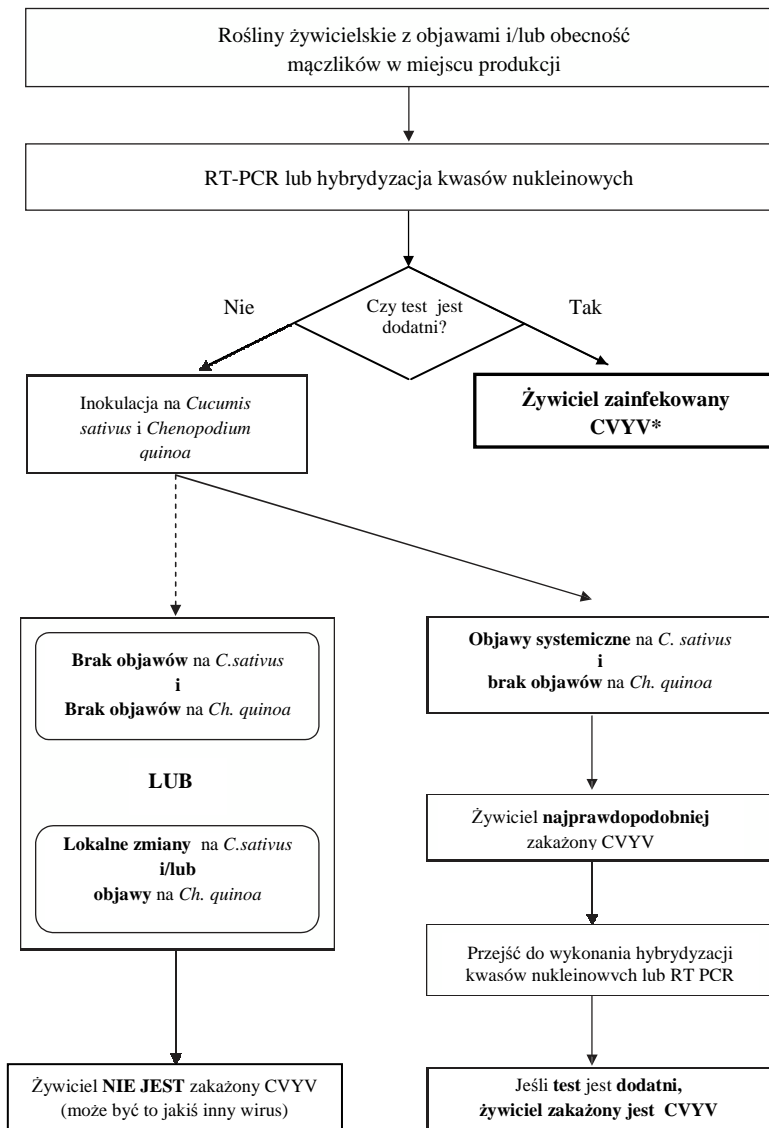 Rośliny żywicielskie z objawami i/lub obecność
mączlików w miejscu produkcji
RT-PCR lub hybrydyzacja kwasów nukleinowych
Nie
Czy test jest
dodatni?
Tak
Inokulacja na Cucumis
sativus i Chenopodium
quinoa
Żywiciel zainfekowany
CVYV*
Brak objawów na C.sativus
i
Brak objawów na Ch. quinoa
LUB
Lokalne zmiany na C.sativus
i/lub
objawy na Ch. quinoa
Objawy systemiczne na C. sativus
i
brak objawów na Ch. quinoa
Żywiciel najprawdopodobniej
zakażony CVYV
Przejść do wykonania hybrydyzacji
kwasów nukleinowych lub RT PCR
Żywiciel NIE JEST zakażony CVYV
(może być to jakiś inny wirus)
Jeśli test jest dodatni,
żywiciel zakażony jest CVYV